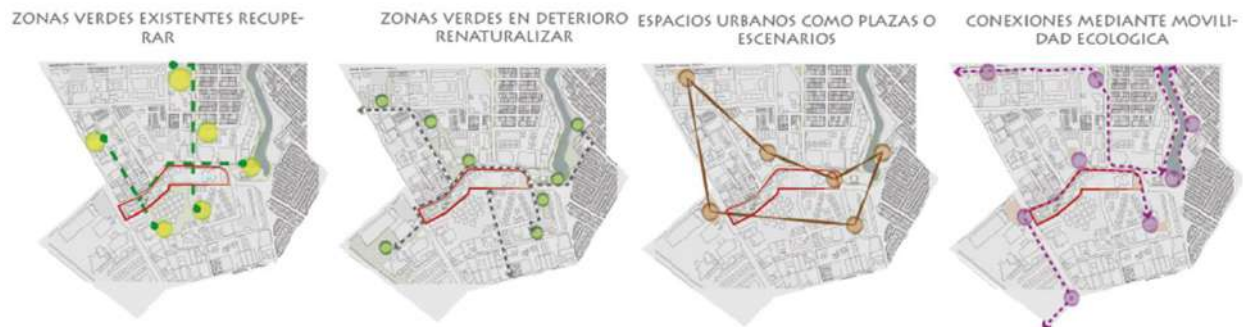 ZONAS VERDES EXISTENTES RECUPE-
RAR
ZONAS VERDES EN DETERIORO
RENATURALIZAR
ESPACIOS URBANOS COMO PLAZAS O
ESCENARIOS
CONEXIONES MEDIANTE MOVILI-
DAD ECOLOGICA